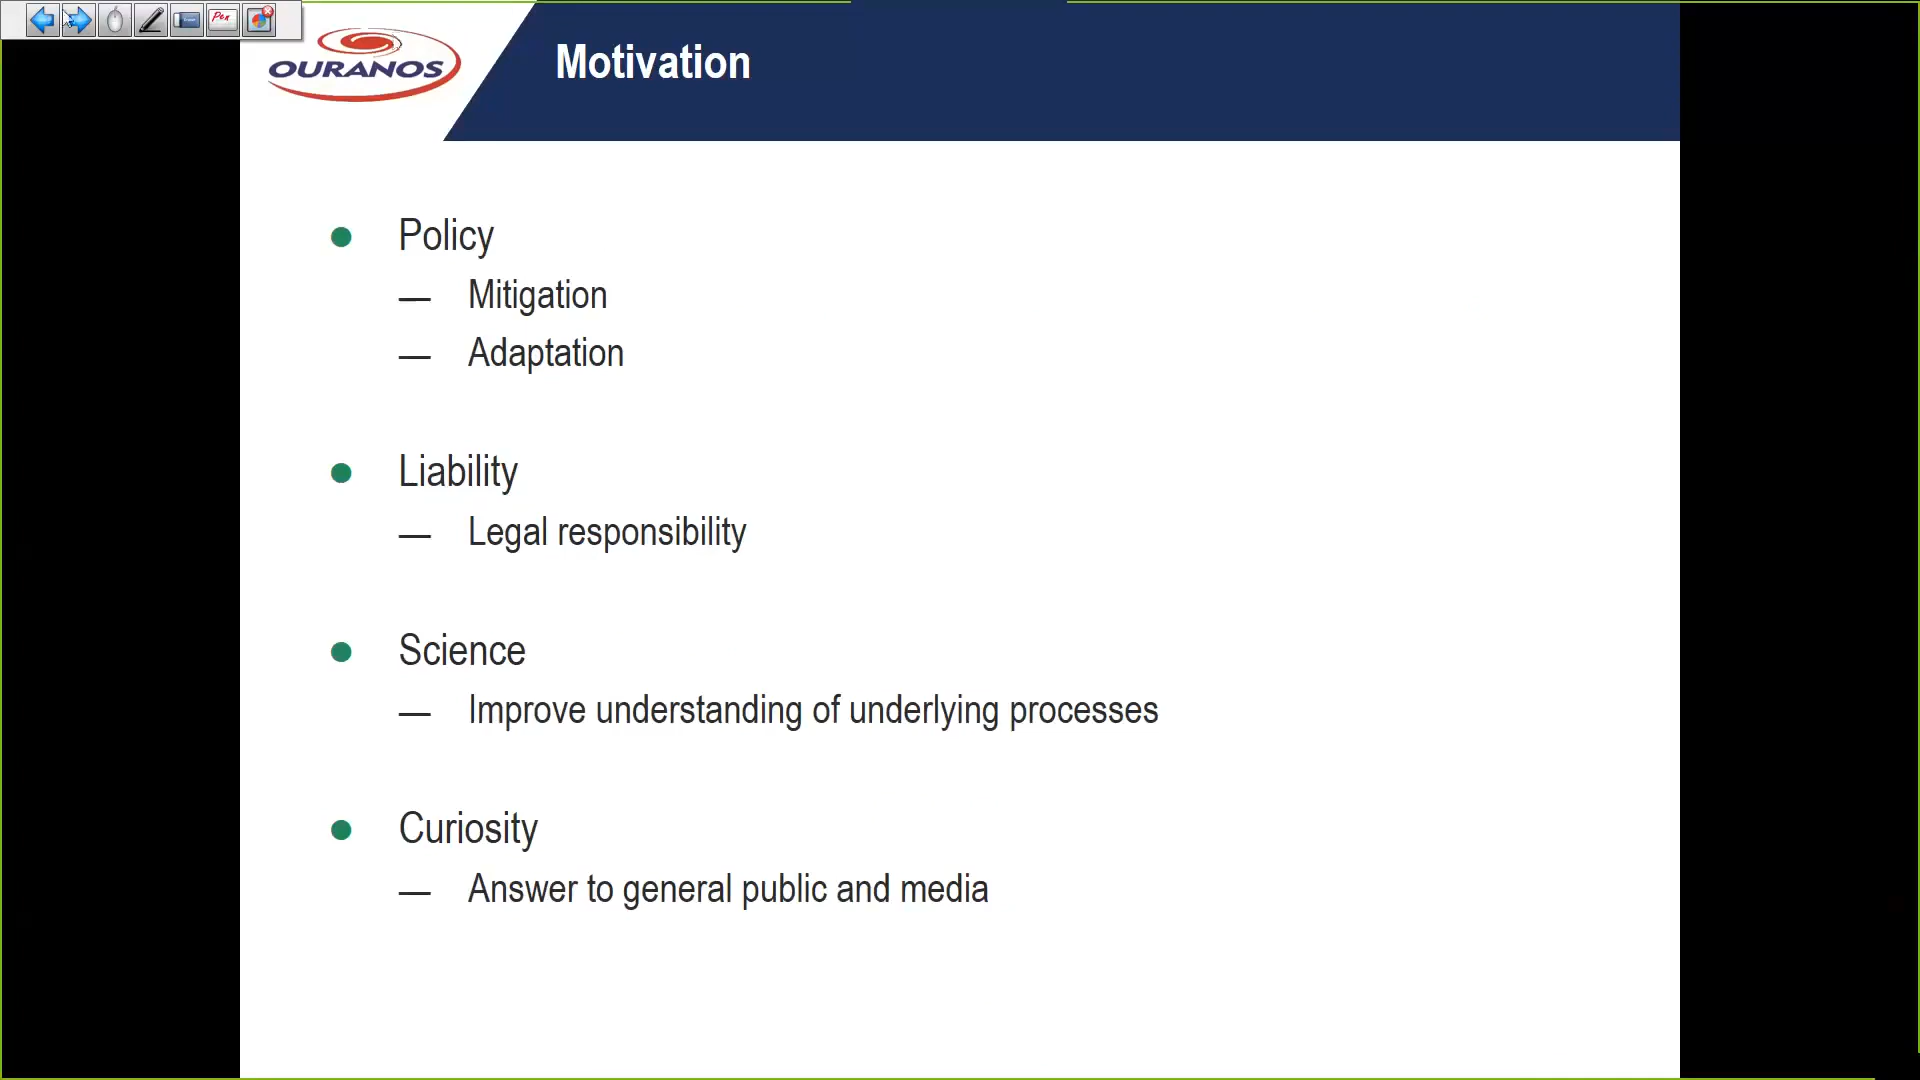 Pen
OURANOS
Motivation
● Policy
— Mitigation
— Adaptation
● Liability
— Legal responsibility
● Science
— Improve understanding of underlying processes
● Curiosity
— Answer to general public and media